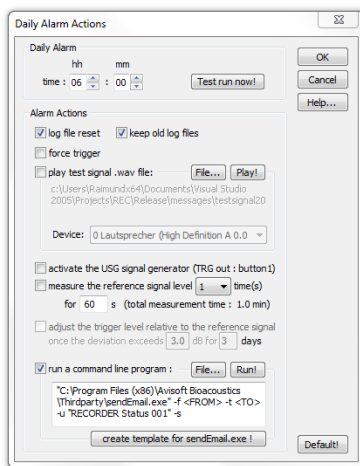 Daily Alarm Actions
Daily Alarm
hh mm
time : 06 : 00 Test run now!
OK
Cancel
Help...
Alarm Actions
log file reset keep old log files
force trigger
play test signal .wav file: File... Play!
c:\Users\Raimundx64\Documents\Visual Studio
2005\Projects\REC\Release\messages\testsignal20
Device: 0 Lautsprecher (High Definition A 0.0
activate the USG signal generator (TRG out : button1)
measure the reference signal level 1 time(s)
for 60 s (total measurement time : 1.0 min)
adjust the trigger level relative to the reference signal
once the deviation exceeds 3.0 dB for 3 days
run a command line program : File... Run!
"C:\Program Files (x86)\Avisoft Bioacoustics
\Thirdparty\sendEmail.exe" -f <FROM> -t <TO>
-u "RECORDER Status 001" -s
create template for sendEmail.exe !
Default!